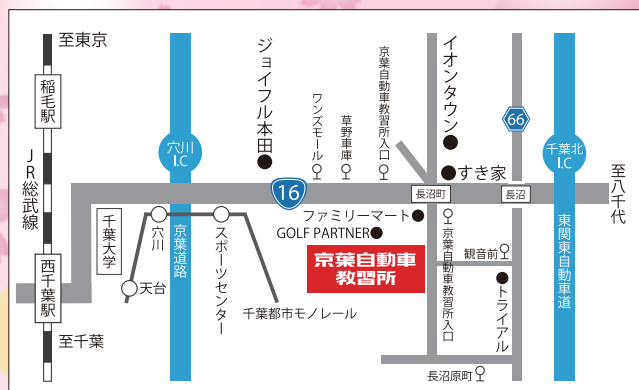 至東京
稲毛駅
JR総武線
西千葉駅
至千葉
千葉大学
穴川
I.C
京葉道路
穴川
天台
スポーツセンター
千葉都市モノレール
ジョイフル本田
16
ワンズモール
草野車庫
京葉自動車
教習所入口
イオンタウン
すき家
長沼町
長沼
66
千葉北
I.C
至八千代
東関東自動車道
ファミリーマート
GOLF PARTNER
京葉自動車
教習所
京葉自動車教習所入口
観音前
トライアル
長沼原町